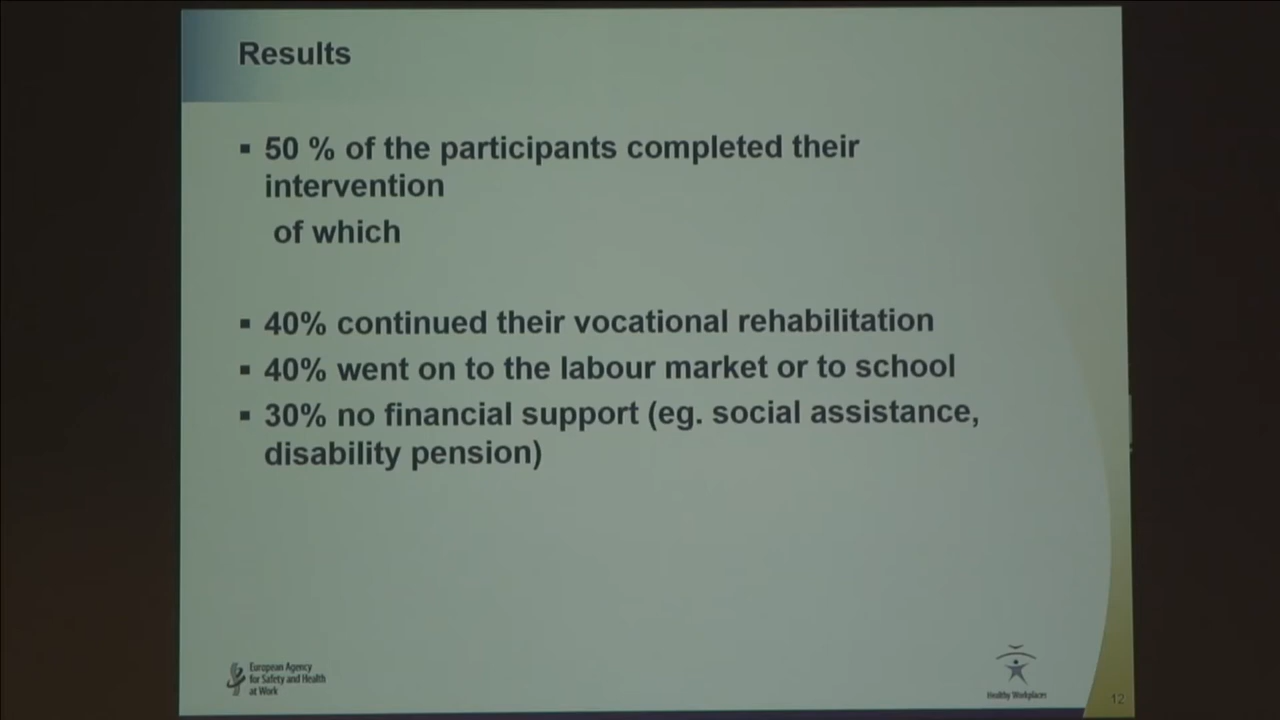 Results
▪ 50 % of the participants completed their
intervention
of which
▪ 40% continued their vocational rehabilitation
▪ 40% went on to the labour market or to school
▪ 30% no financial support (eg. social assistance,
disability pension)
European Agency
for Safety and Health
at Work
Healthy Workplaces
12